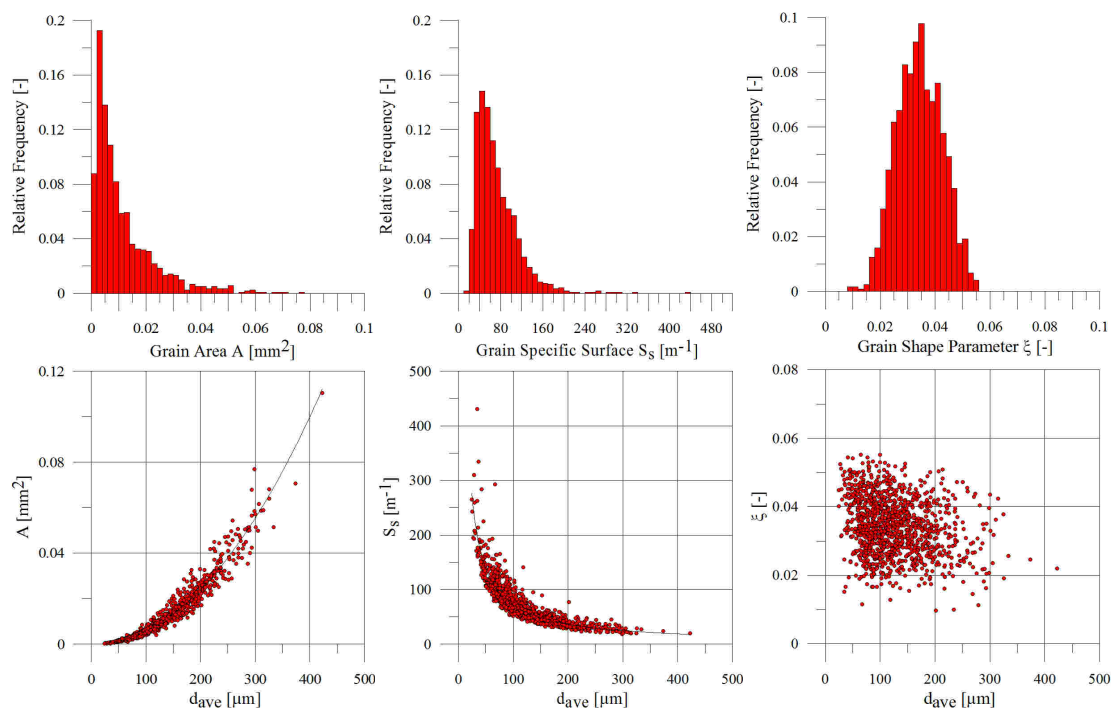 Relative Frequency [-]
0.2
0.16
0.12
0.08
0.04
0
0 0.02 0.04 0.06 0.08 0.1
Grain Area A [mm²]
Relative Frequency [-]
0.2
0.16
0.12
0.08
0.04
0
0 80 160 240 320 400 480
Grain Specific Surface Sₛ [m⁻¹]
Relative Frequency [-]
0.1
0.08
0.06
0.04
0.02
0
0 0.02 0.04 0.06 0.08 0.1
Grain Shape Parameter ξ [-]
A [mm²]
0.12
0.08
0.04
0
0 100 200 300 400 500
d_ave [µm]
Sₛ [m⁻¹]
500
400
300
200
100
0
0 100 200 300 400 500
d_ave [µm]
ξ [-]
0.08
0.06
0.04
0.02
0
0 100 200 300 400 500
d_ave [µm]